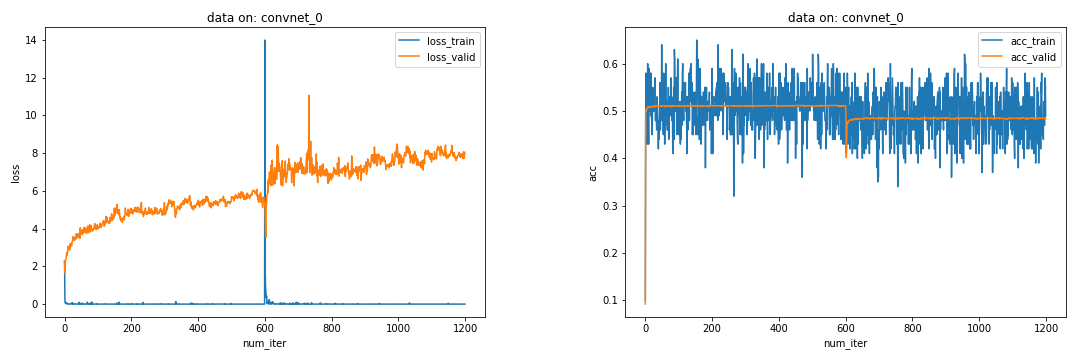 data on: convnet_0
14
12
10
8
6
4
2
0
loss
0
200
400
600
800
1000
1200
num_iter
loss_train
loss_valid
data on: convnet_0
0.6
0.5
0.4
0.3
0.2
0.1
acc
0
200
400
600
800
1000
1200
num_iter
acc_train
acc_valid